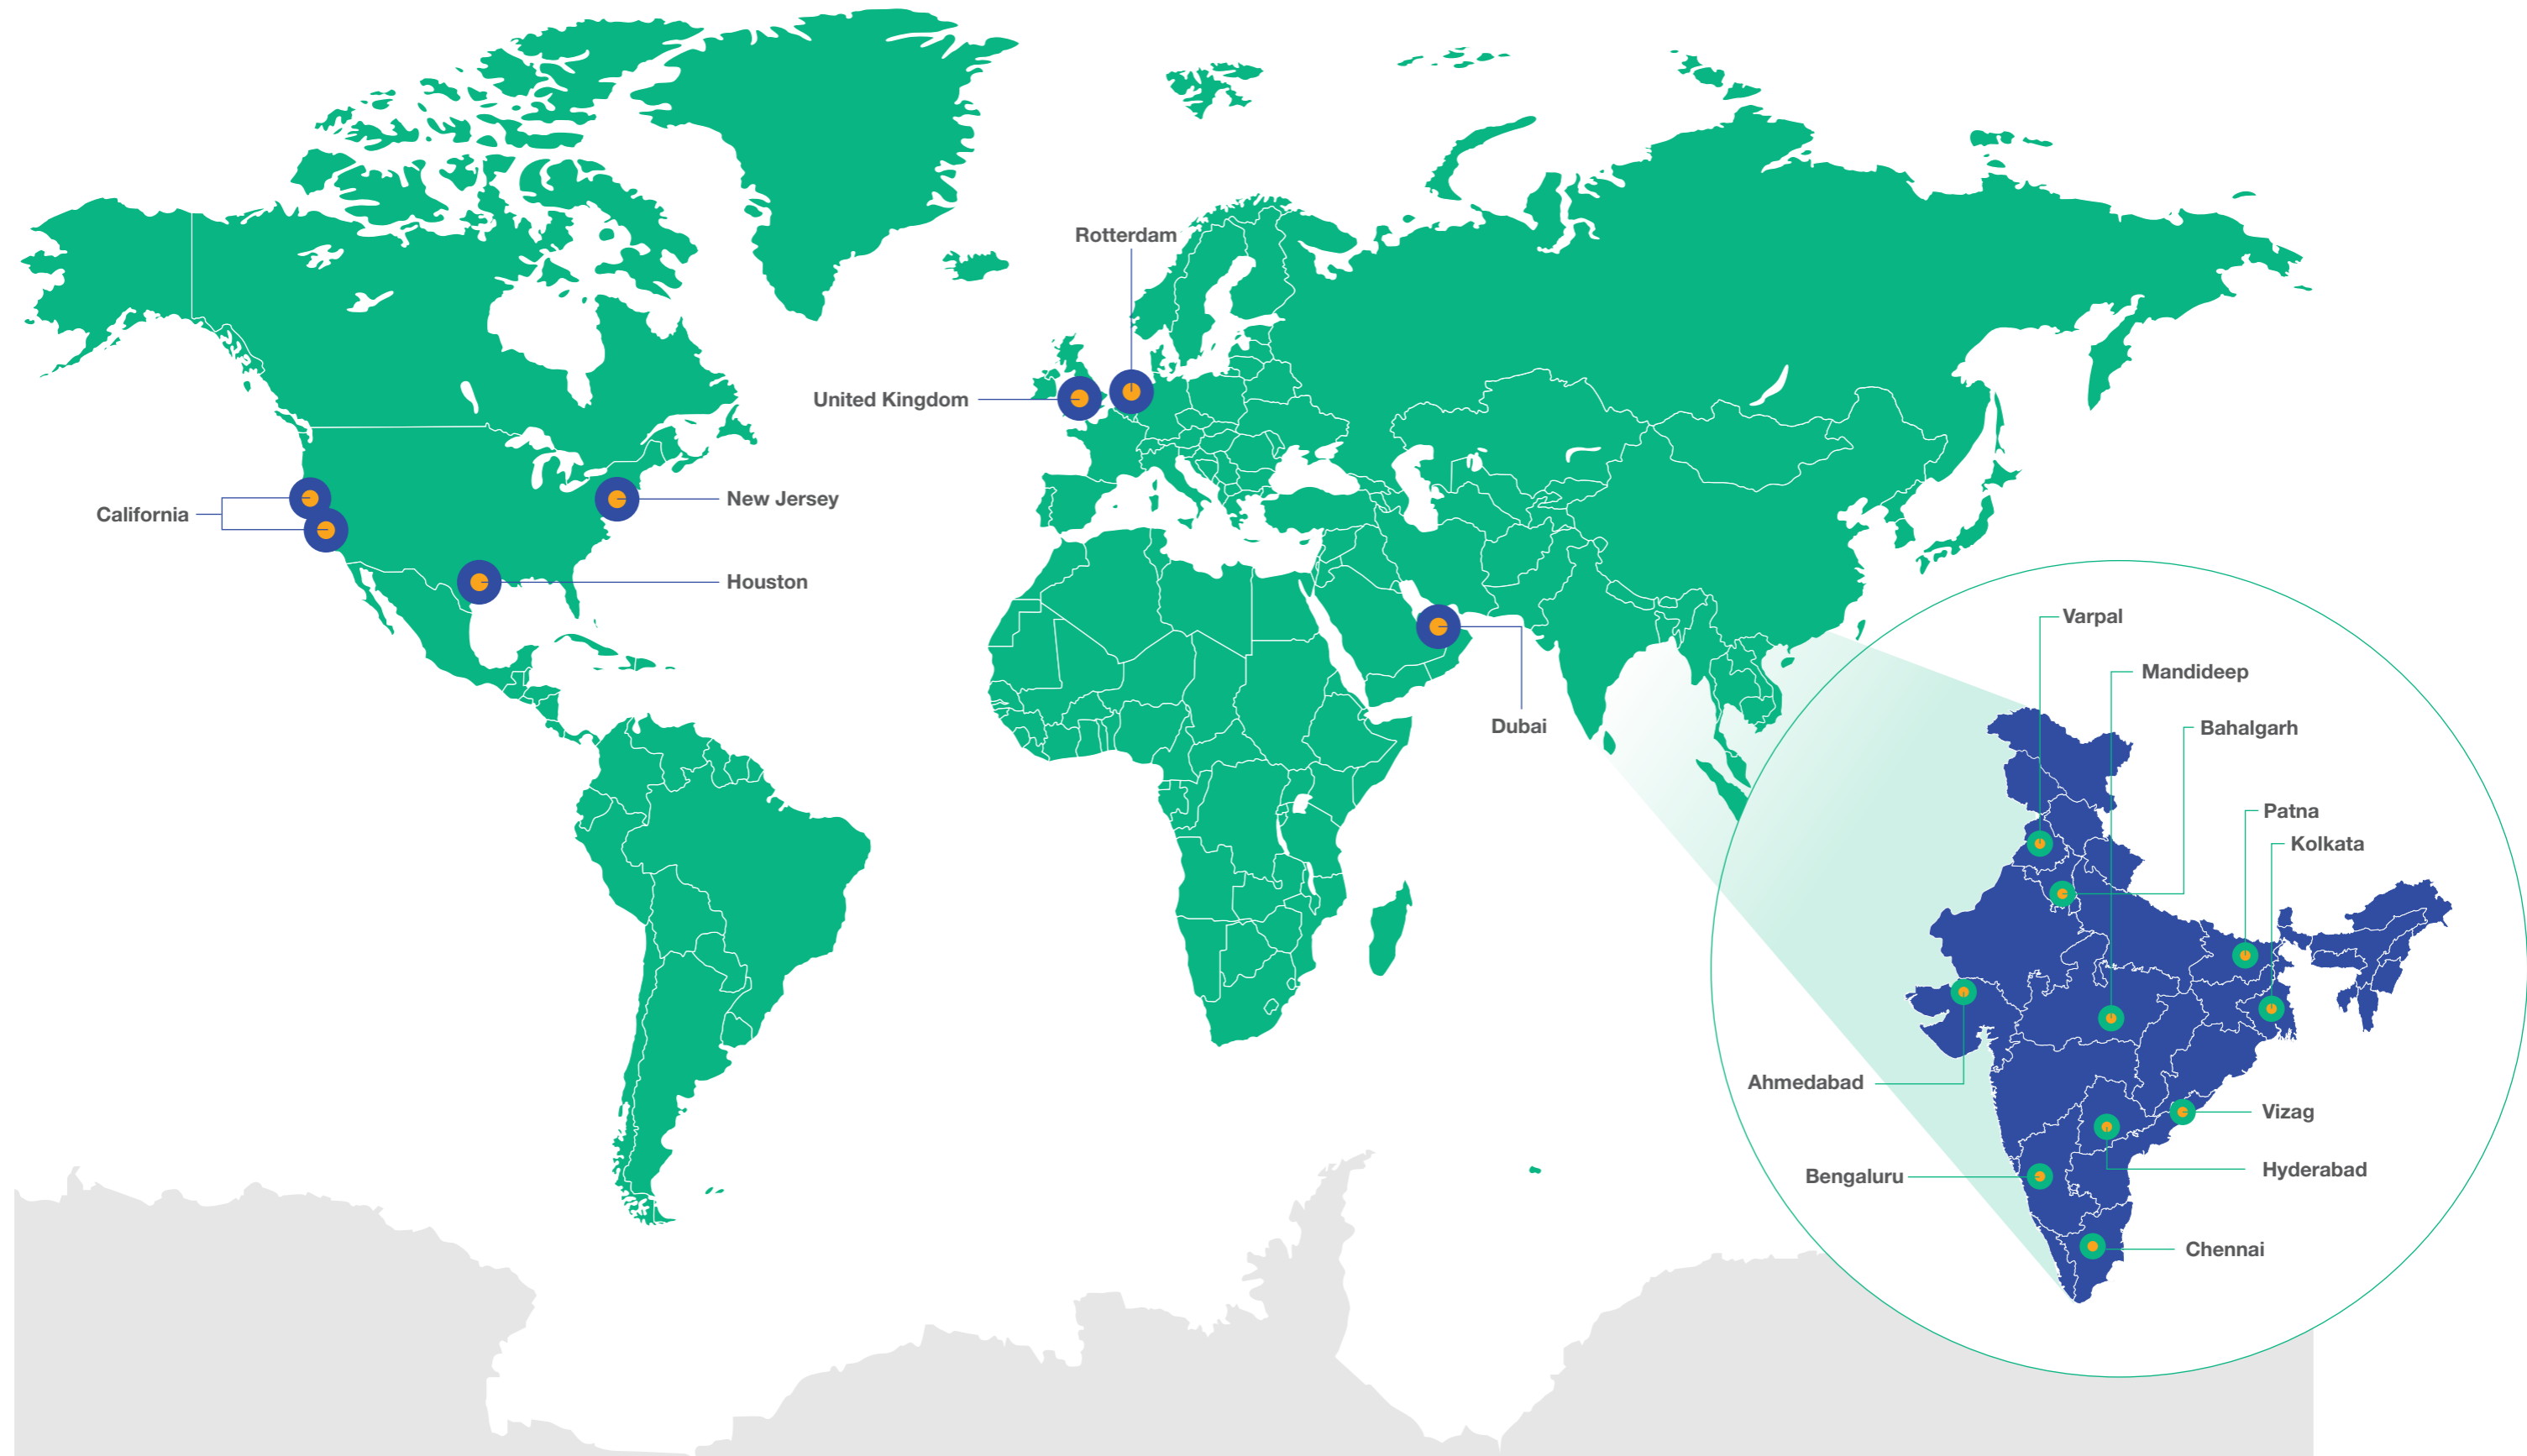 Rotterdam
United Kingdom
California
New Jersey
Houston
Dubai
Varpal
Mandideep
Bahalgarh
Patna
Kolkata
Ahmedabad
Vizag
Bengaluru
Hyderabad
Chennai